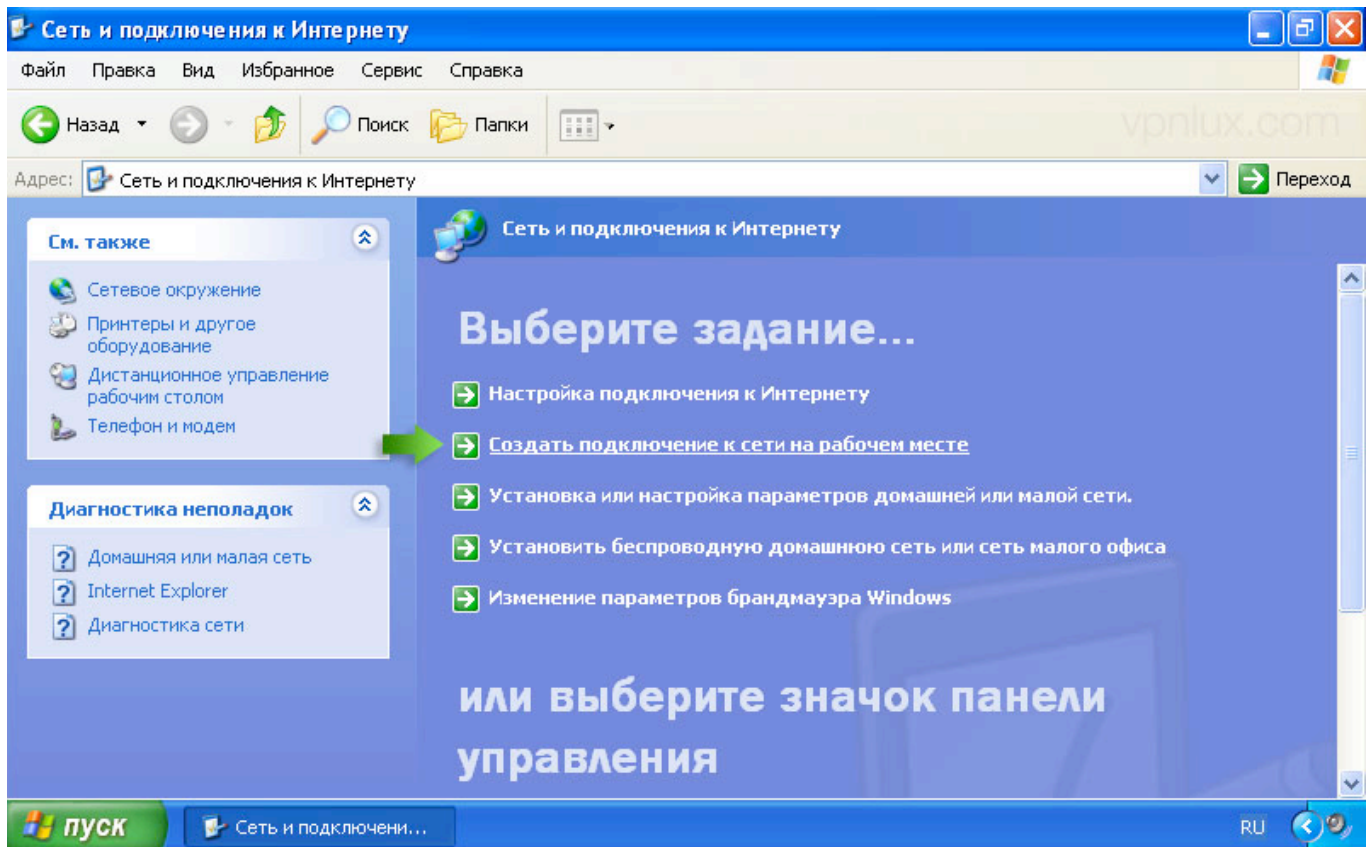 Сеть и подключения к Интернету
Файл Правка Вид Избранное Сервис Справка
Назад Поиск Папки
vpnlux.com
Адрес: Сеть и подключения к Интернету Переход
См. также
Сетевое окружение
Принтеры и другое
оборудование
Дистанционное управление
рабочим столом
Телефон и модем
Диагностика неполадок
Домашняя или малая сеть
Internet Explorer
Диагностика сети
Сеть и подключения к Интернету
Выберите задание...
Настройка подключения к Интернету
Создать подключение к сети на рабочем месте
Установка или настройка параметров домашней или малой сети.
Установить беспроводную домашнюю сеть или сеть малого офиса
Изменение параметров брандмауэра Windows
или выберите значок панели
управления
пуск Сеть и подключени... RU